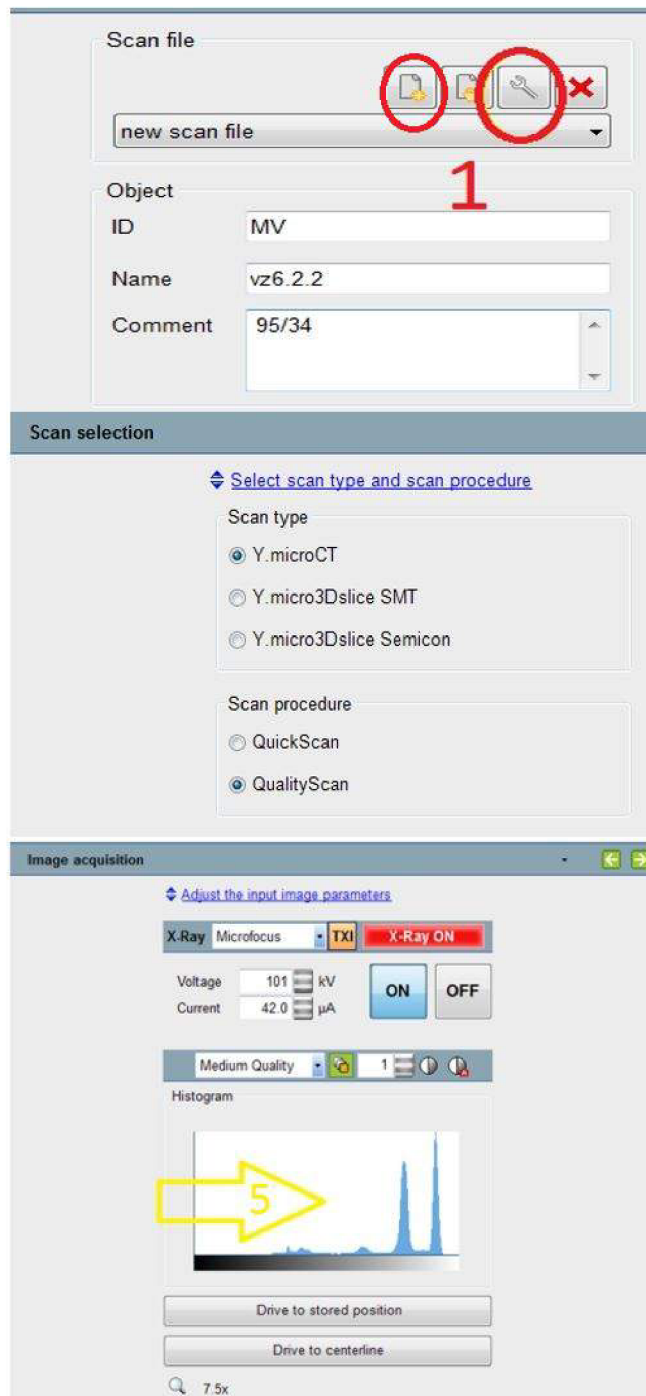 Scan file
new scan file
1
Object
ID MV
Name vz6.2.2
Comment 95/34
Scan selection
Select scan type and scan procedure
Scan type
Y.microCT
Y.micro3Dslice SMT
Y.micro3Dslice Semicon
Scan procedure
QuickScan
QualityScan
Image acquisition
Adjust the input image parameters
X-Ray Microfocus TXI X-Ray ON
Voltage 101 kV ON OFF
Current 42.0 µA
Medium Quality 1
Histogram
5
Drive to stored position
Drive to centerline
7.5x